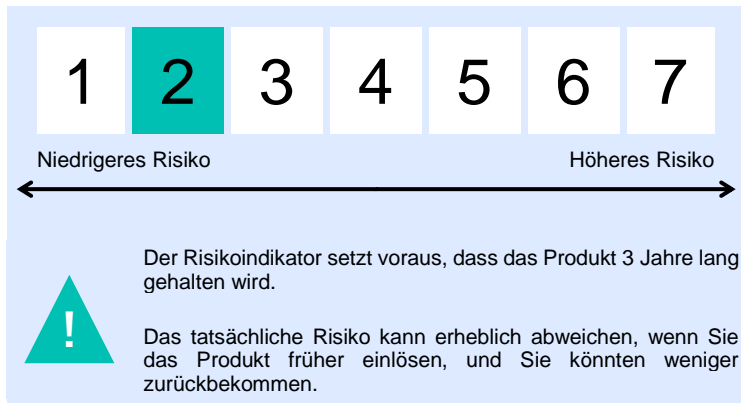 1 2 3 4 5 6 7
Niedrigeres Risiko Höheres Risiko
Der Risikoindikator setzt voraus, dass das Produkt 3 Jahre lang
gehalten wird.
!
Das tatsächliche Risiko kann erheblich abweichen, wenn Sie
das Produkt früher einlösen, und Sie könnten weniger
zurückbekommen.